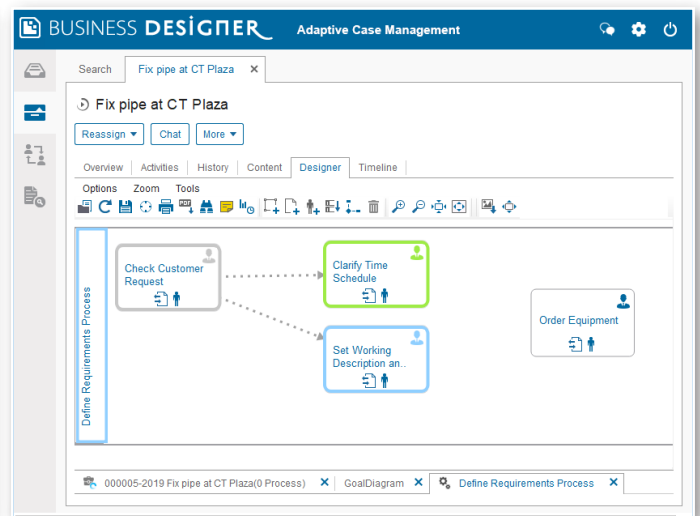 BUSINESS DESIGNER Adaptive Case Management
Search Fix pipe at CT Plaza X
Fix pipe at CT Plaza
Reassign Chat More
Overview Activities History Content Designer Timeline
Options Zoom Tools
Define Requirements Process
Check Customer
Request
Clarify Time
Schedule
Set Working
Description an..
Order Equipment
000005-2019 Fix pipe at CT Plaza(0 Process) X GoalDiagram X Define Requirements Process X